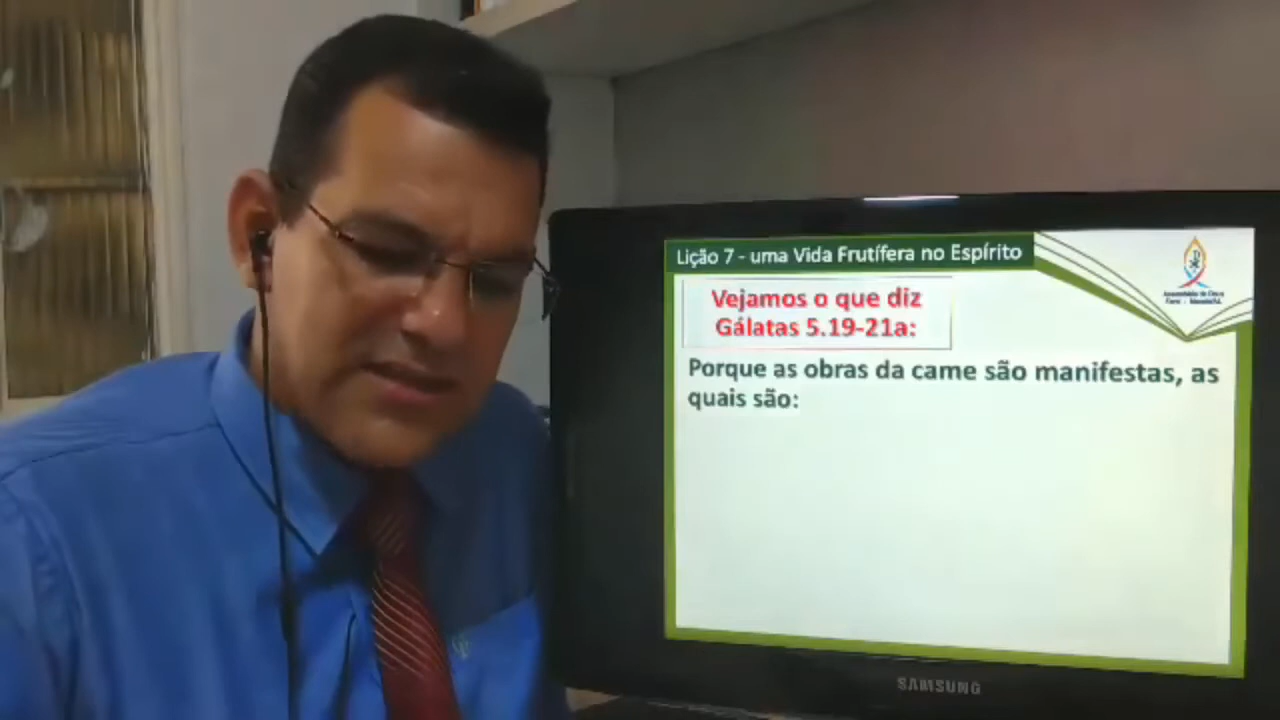 Lição 7 - uma Vida Frutífera no Espírito
Vejamos o que diz
Gálatas 5.19-21a:
Porque as obras da carne são manifestas, as
quais são:
SAMSUNG